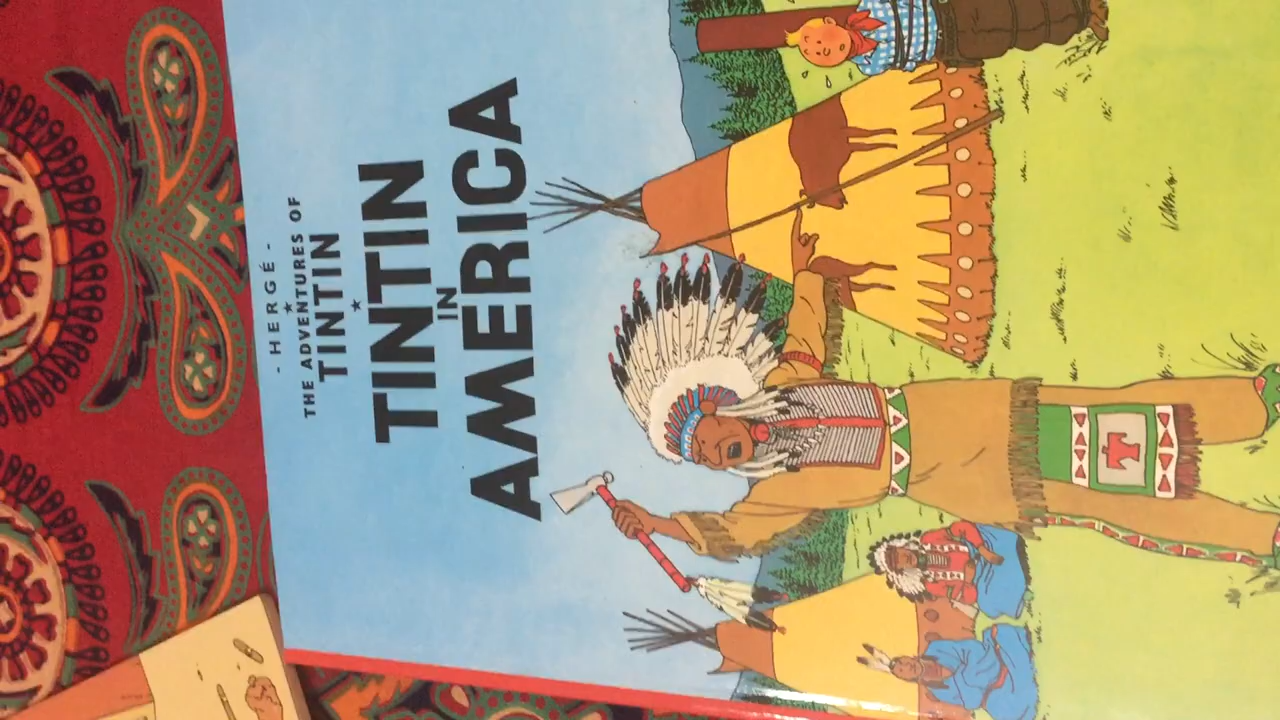 - HERGÉ -
★
THE ADVENTURES OF
TINTIN
★
TINTIN
IN
AMERICA